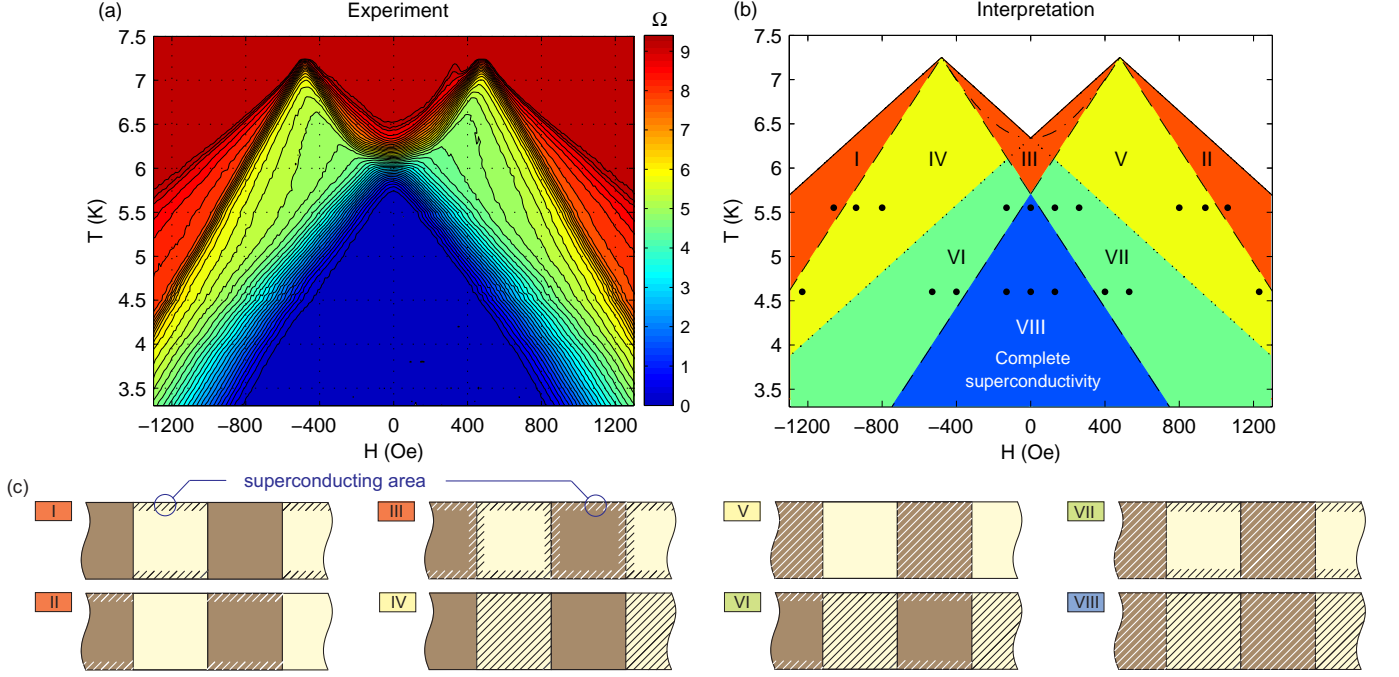 (a) Experiment
Ω
7.5
7
6.5
6
5.5
5
4.5
4
3.5
T (K)
−1200 −800 −400 0 400 800 1200
H (Oe)
9
8
7
6
5
4
3
2
1
0
(b) Interpretation
7.5
7
6.5
6
5.5
5
4.5
4
3.5
T (K)
I IV III V II
VI VII
VIII
Complete
superconductivity
−1200 −800 −400 0 400 800 1200
H (Oe)
(c) superconducting area
I III V VII
II IV VI VIII